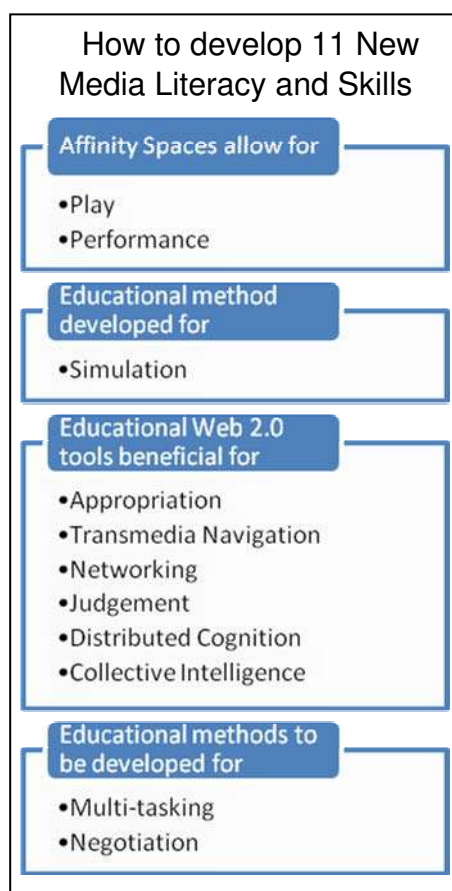 How to develop 11 New
Media Literacy and Skills
Affinity Spaces allow for
•Play
•Performance
Educational method
developed for
•Simulation
Educational Web 2.0
tools beneficial for
•Appropriation
•Transmedia Navigation
•Networking
•Judgement
•Distributed Cognition
•Collective Intelligence
Educational methods to
be developed for
•Multi-tasking
•Negotiation